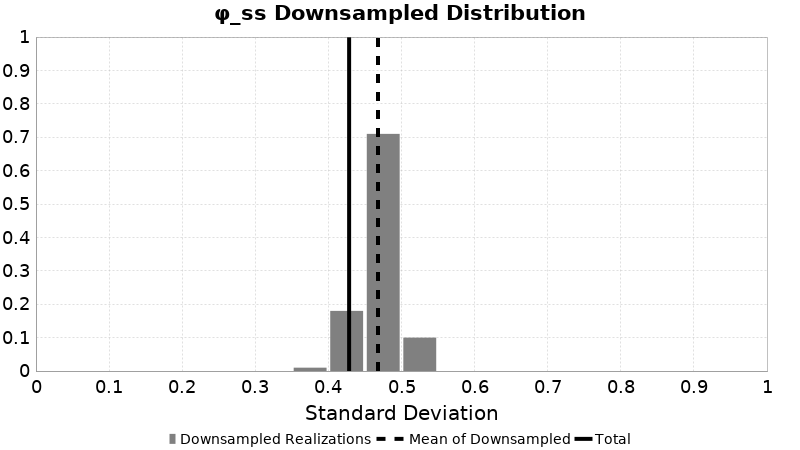 φ_ss Downsampled Distribution
1
0.9
0.8
0.7
0.6
0.5
0.4
0.3
0.2
0.1
0
0 0.1 0.2 0.3 0.4 0.5 0.6 0.7 0.8 0.9 1
Standard Deviation
Downsampled Realizations Mean of Downsampled Total